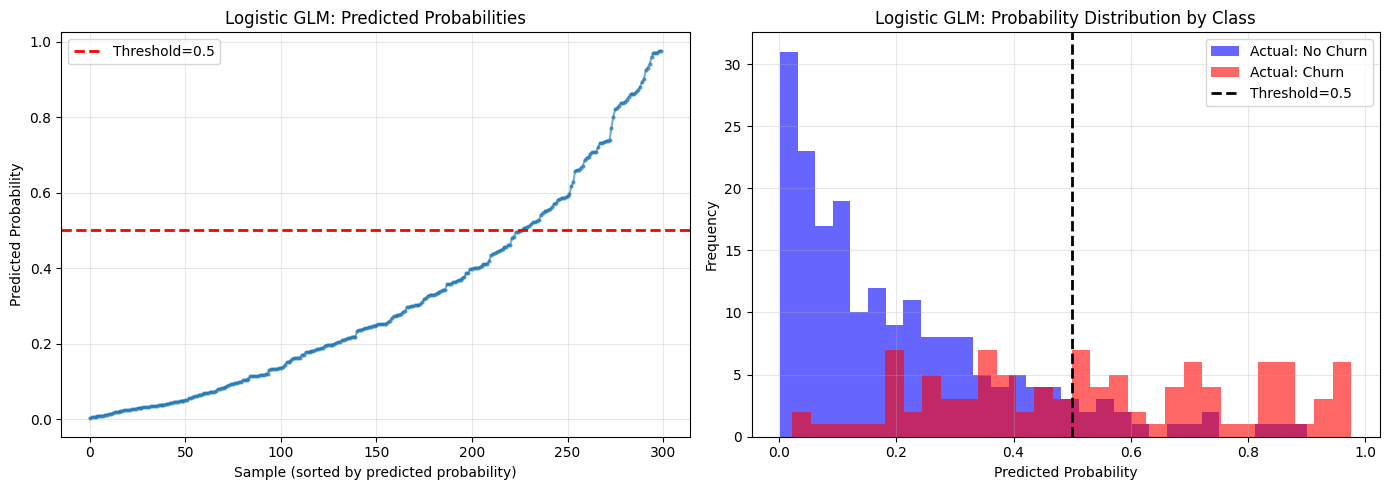 Logistic GLM: Predicted Probabilities
Threshold=0.5
1.0
0.8
0.6
0.4
0.2
0.0
Predicted Probability
0 50 100 150 200 250 300
Sample (sorted by predicted probability)
Logistic GLM: Probability Distribution by Class
Actual: No Churn
Actual: Churn
Threshold=0.5
30
25
20
15
10
5
0
Frequency
0.0 0.2 0.4 0.6 0.8 1.0
Predicted Probability